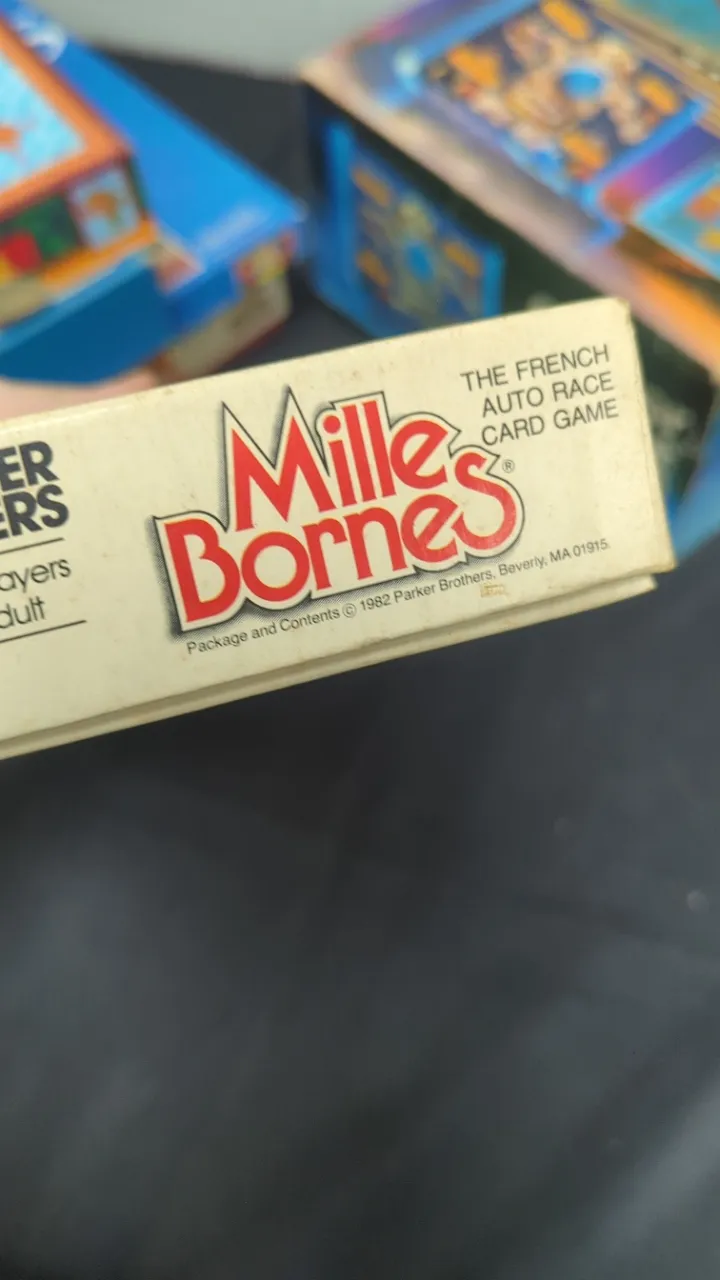 ER
ERS
ayers
dult
Mille
Bornes®
THE FRENCH
AUTO RACE
CARD GAME
Package and Contents © 1982 Parker Brothers, Beverly, MA 01915.